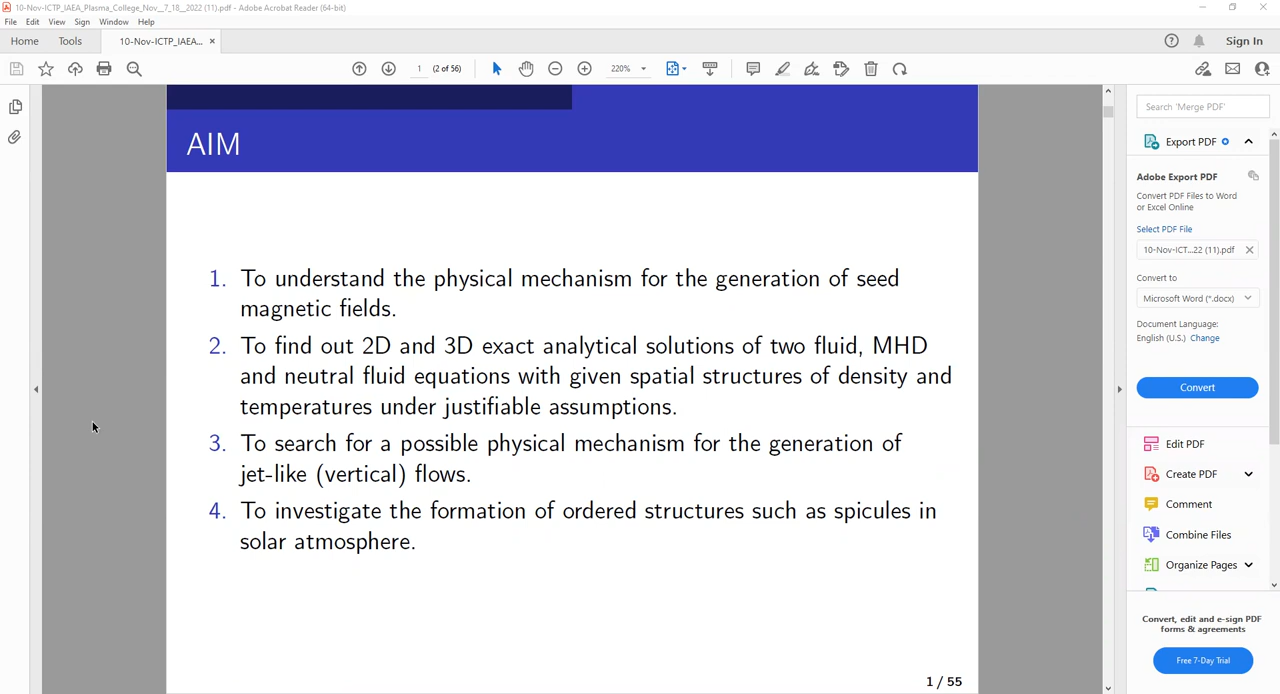 10-Nov-ICTP_IAEA_Plasma_College_Nov__7_18__2022 (11).pdf - Adobe Acrobat Reader (64-bit)
File Edit View Sign Window Help
Home Tools 10-Nov-ICTP_IAEA... × Sign In
1 (2 of 56) 220%
AIM
1. To understand the physical mechanism for the generation of seed
magnetic fields.
2. To find out 2D and 3D exact analytical solutions of two fluid, MHD
and neutral fluid equations with given spatial structures of density and
temperatures under justifiable assumptions.
3. To search for a possible physical mechanism for the generation of
jet-like (vertical) flows.
4. To investigate the formation of ordered structures such as spicules in
solar atmosphere.
1 / 55
Search 'Merge PDF'
Export PDF
Adobe Export PDF
Convert PDF Files to Word
or Excel Online
Select PDF File
10-Nov-ICT...22 (11).pdf
Convert to
Microsoft Word (*.docx)
Document Language:
English (U.S.) Change
Convert
Edit PDF
Create PDF
Comment
Combine Files
Organize Pages
Convert, edit and e-sign PDF
forms & agreements
Free 7-Day Trial